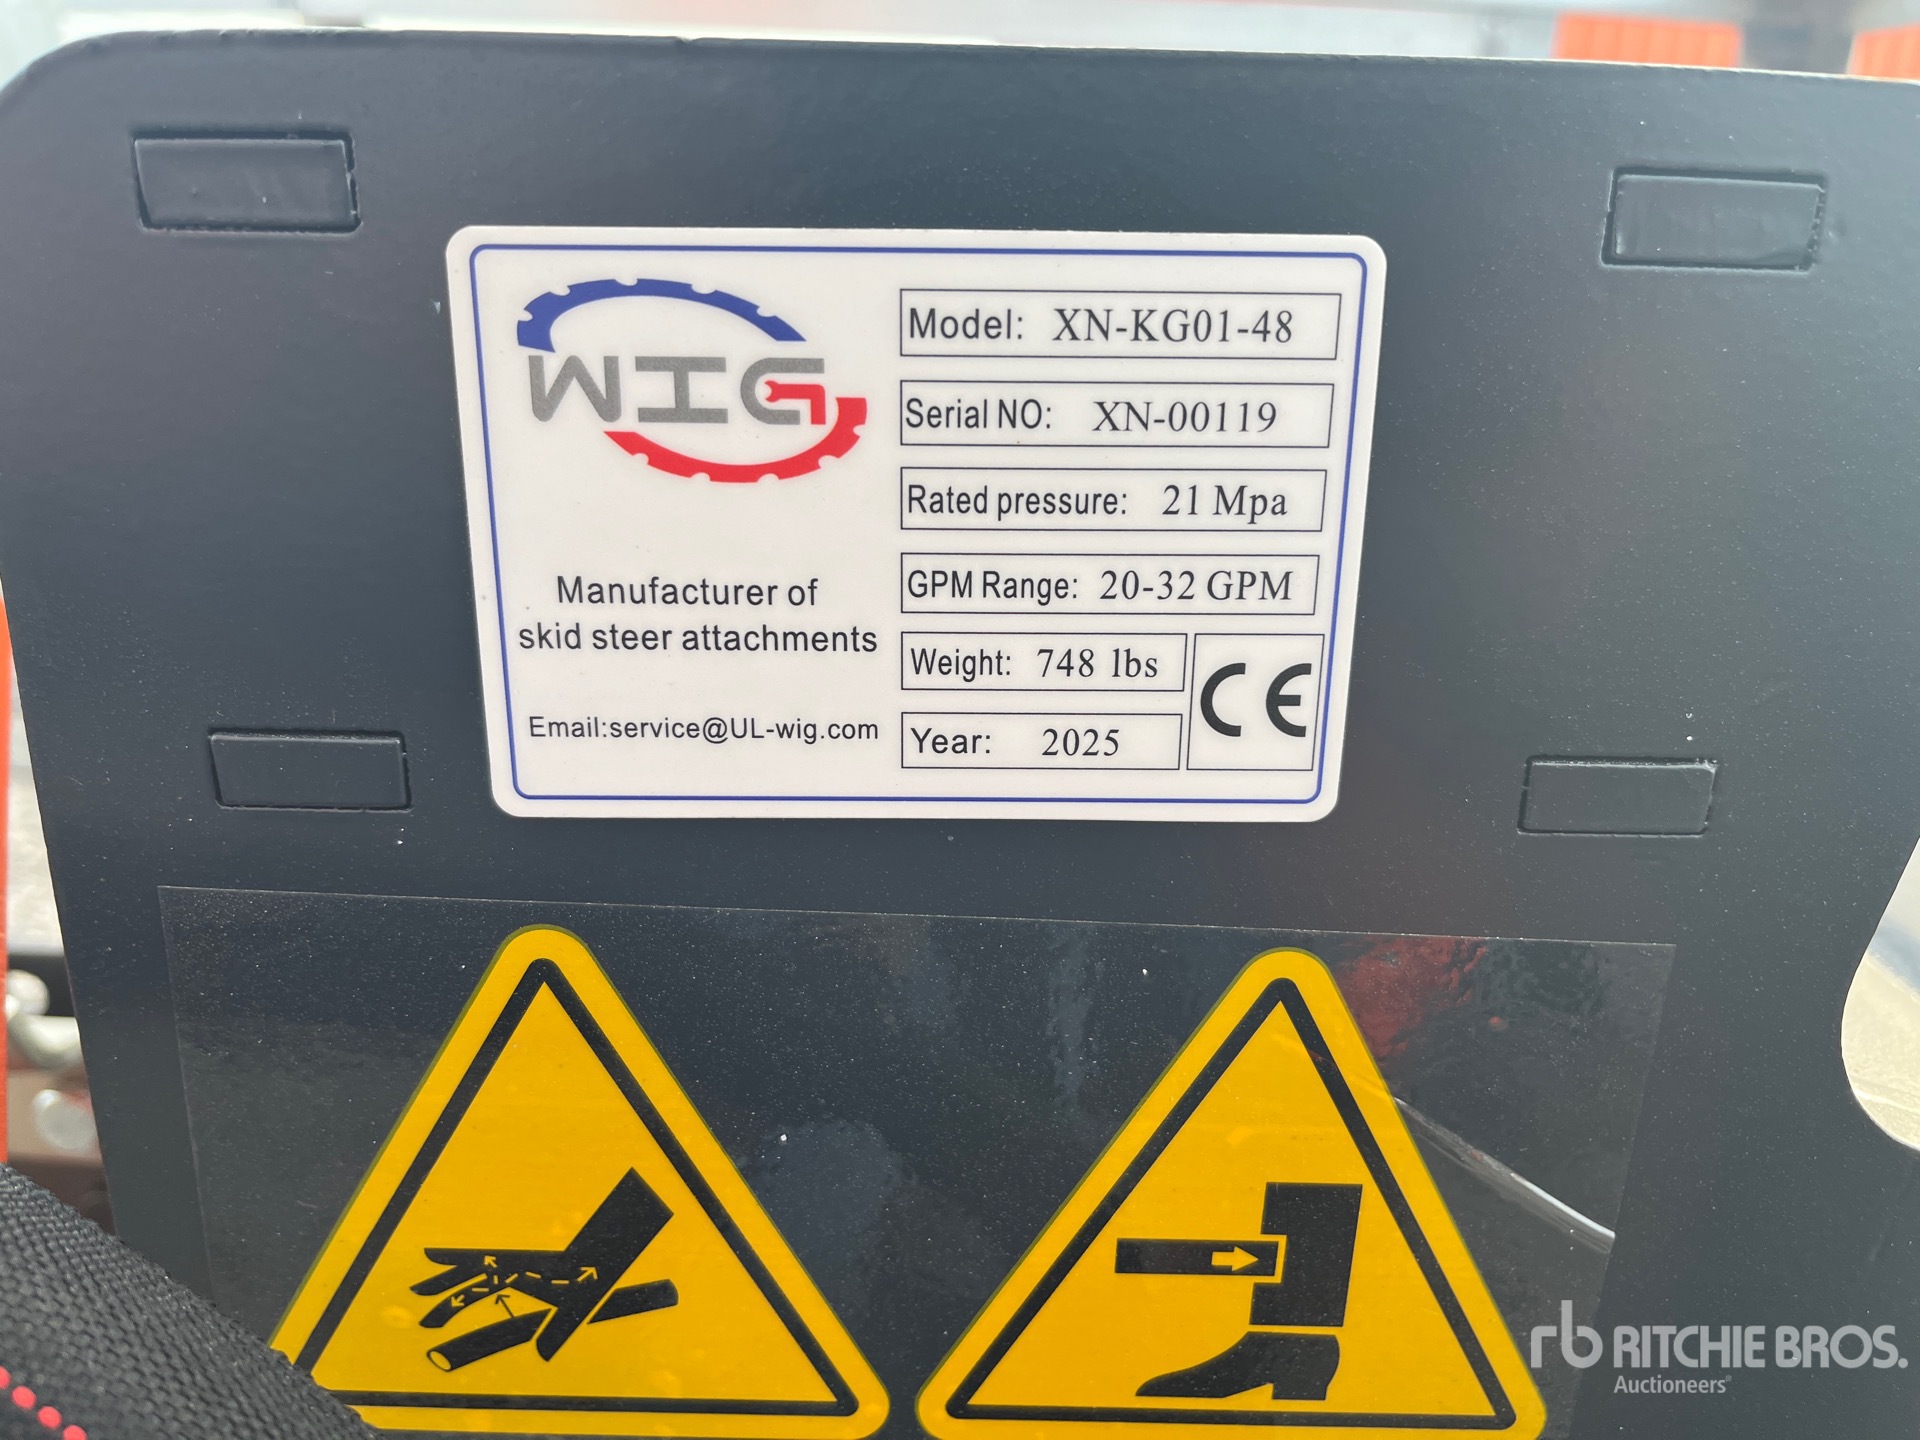 WIG
Manufacturer of
skid steer attachments
Email:service@UL-wig.com
Model: XN-KG01-48
Serial NO: XN-00119
Rated pressure: 21 Mpa
GPM Range: 20-32 GPM
Weight: 748 lbs
Year: 2025
CE
rb RITCHIE BROS.
Auctioneers